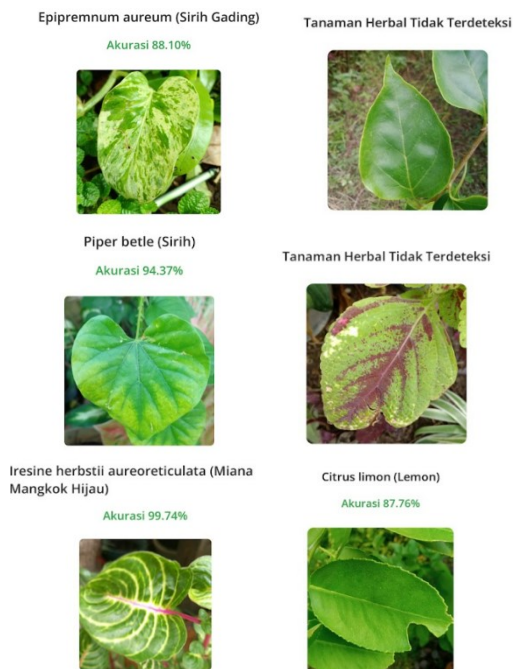 Epipremnum aureum (Sirih Gading)
Akurasi 88.10%
Tanaman Herbal Tidak Terdeteksi
Piper betle (Sirih)
Akurasi 94.37%
Tanaman Herbal Tidak Terdeteksi
Iresine herbstii aureoreticulata (Miana
Mangkok Hijau)
Akurasi 99.74%
Citrus limon (Lemon)
Akurasi 87.76%